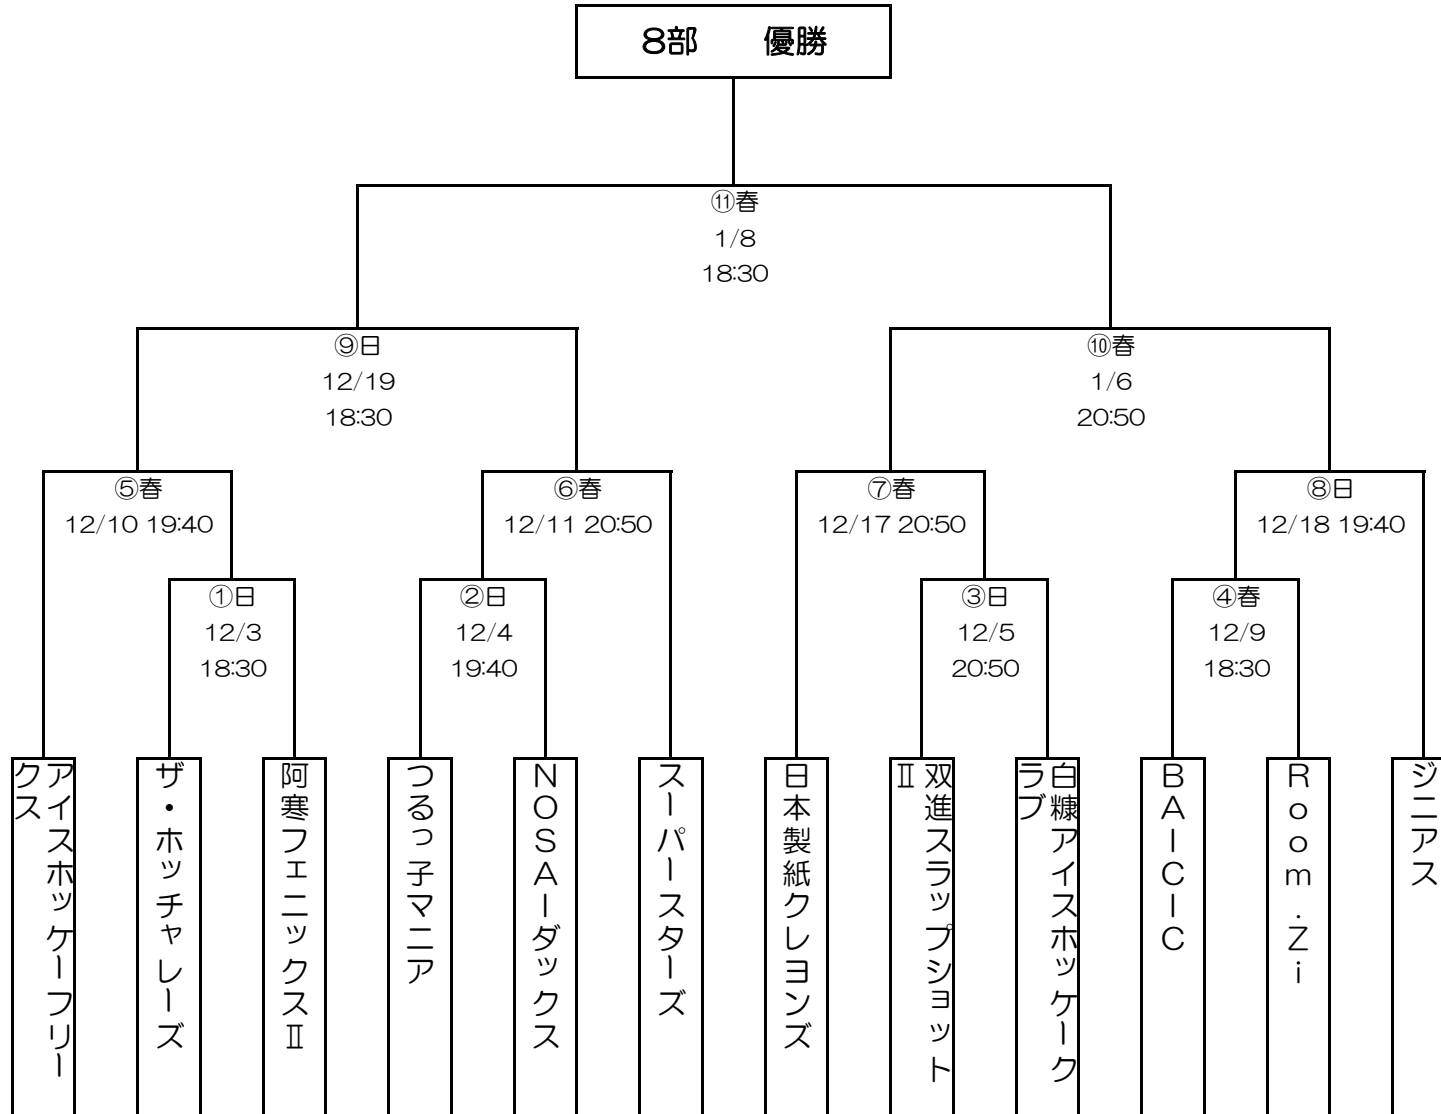 8部　優勝
⑪春
1/8
18:30
⑨日
12/19
18:30
⑩春
1/6
20:50
⑤春
12/10 19:40
⑥春
12/11 20:50
⑦春
12/17 20:50
⑧日
12/18 19:40
①日
12/3
18:30
②日
12/4
19:40
③日
12/5
20:50
④春
12/9
18:30
アイスホッケーフリー
クス
ザ・ホッチャレーズ
阿寒フェニックスⅡ
つるっ子マニア
NOSAIダックス
スーパースターズ
日本製紙クレヨンズ
双進スラップショット
Ⅱ
白糠アイスホッケーク
ラブ
BAICIC
Room.Zi
ジニアス